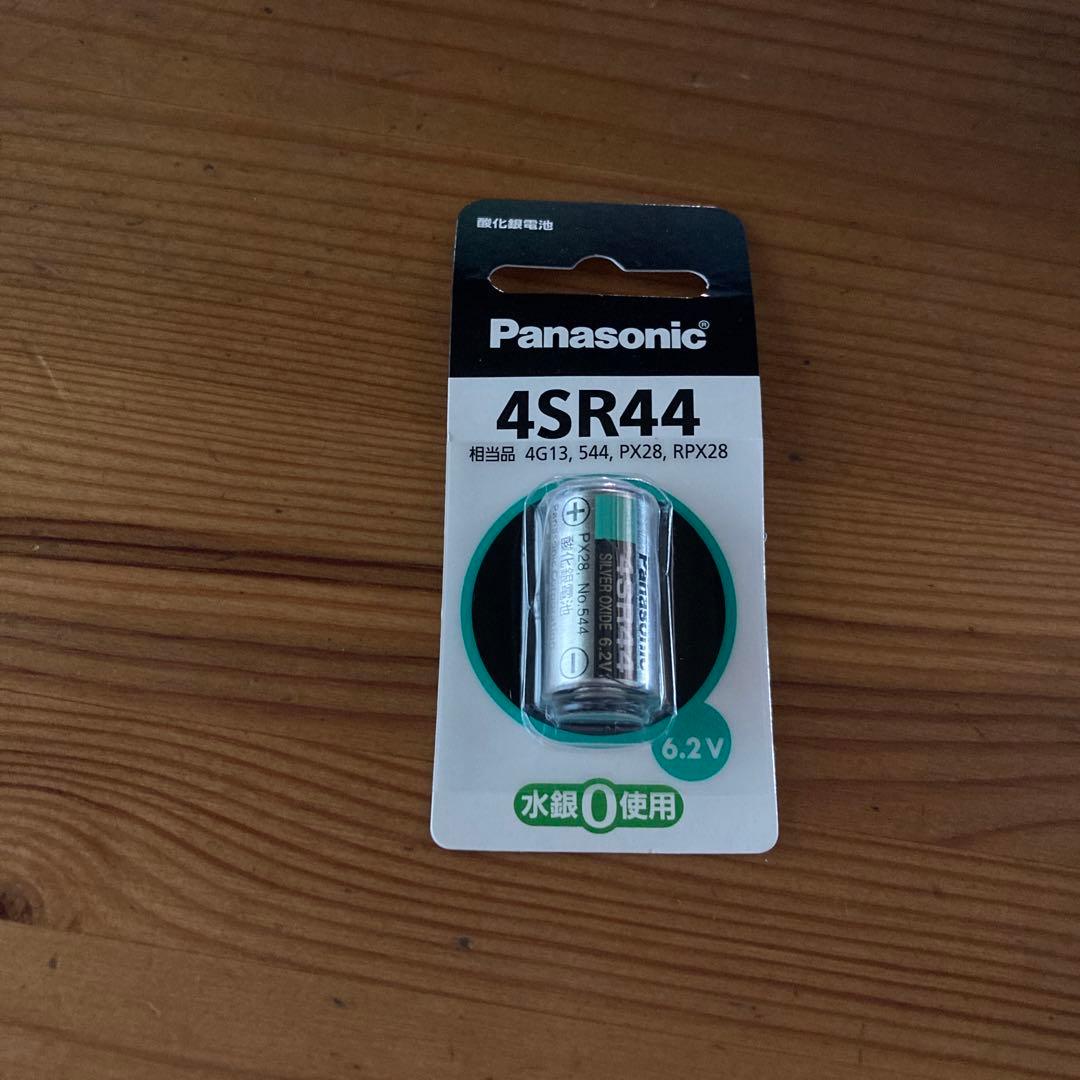 酸化銀電池
Panasonic®
4SR44
相当品 4G13, 544, PX28, RPX28
Panasonic
4SR44
SILVER OXIDE 6.2V
PX28, No.544
酸化銀電池
6.2V
水銀0使用